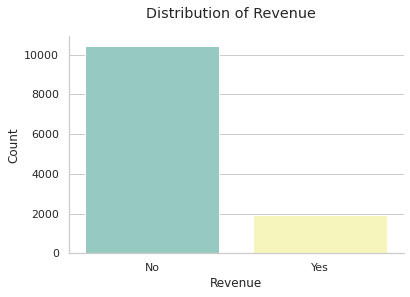 Distribution of Revenue
10000
8000
6000
4000
2000
0
Count
No
Yes
Revenue